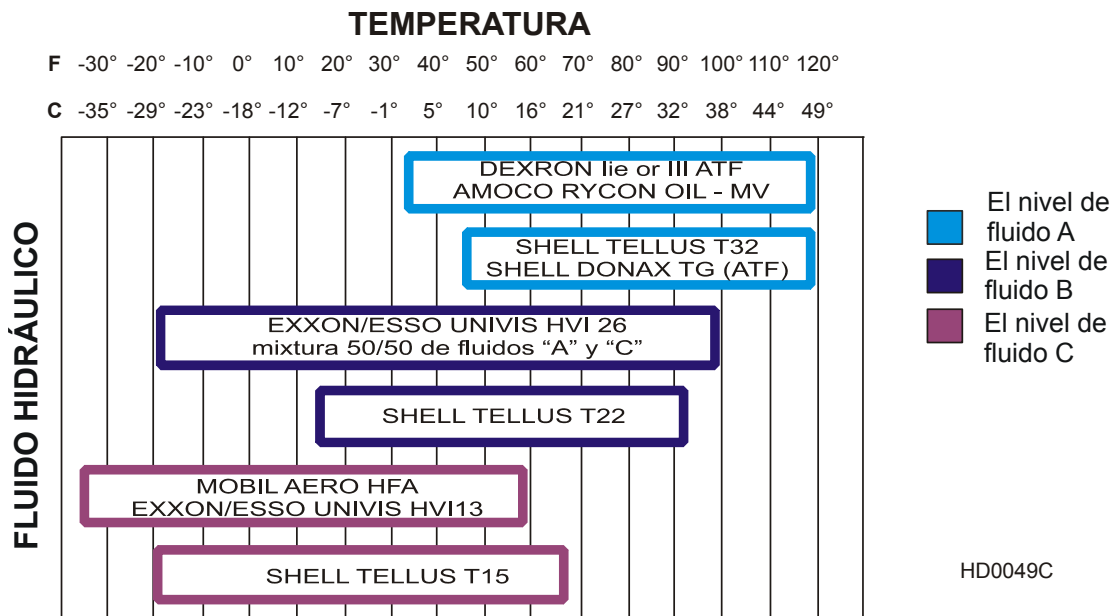 TEMPERATURA
F -30° -20° -10° 0° 10° 20° 30° 40° 50° 60° 70° 80° 90° 100° 110° 120°
C -35° -29° -23° -18° -12° -7° -1° 5° 10° 16° 21° 27° 32° 38° 44° 49°
FLUIDO HIDRÁULICO
DEXRON IIe or III ATF
AMOCO RYCON OIL - MV
SHELL TELLUS T32
SHELL DONAX TG (ATF)
EXXON/ESSO UNIVIS HVI 26
mixtura 50/50 de fluidos “A” y “C”
SHELL TELLUS T22
MOBIL AERO HFA
EXXON/ESSO UNIVIS HVI13
SHELL TELLUS T15
El nivel de
fluido A
El nivel de
fluido B
El nivel de
fluido C
HD0049C